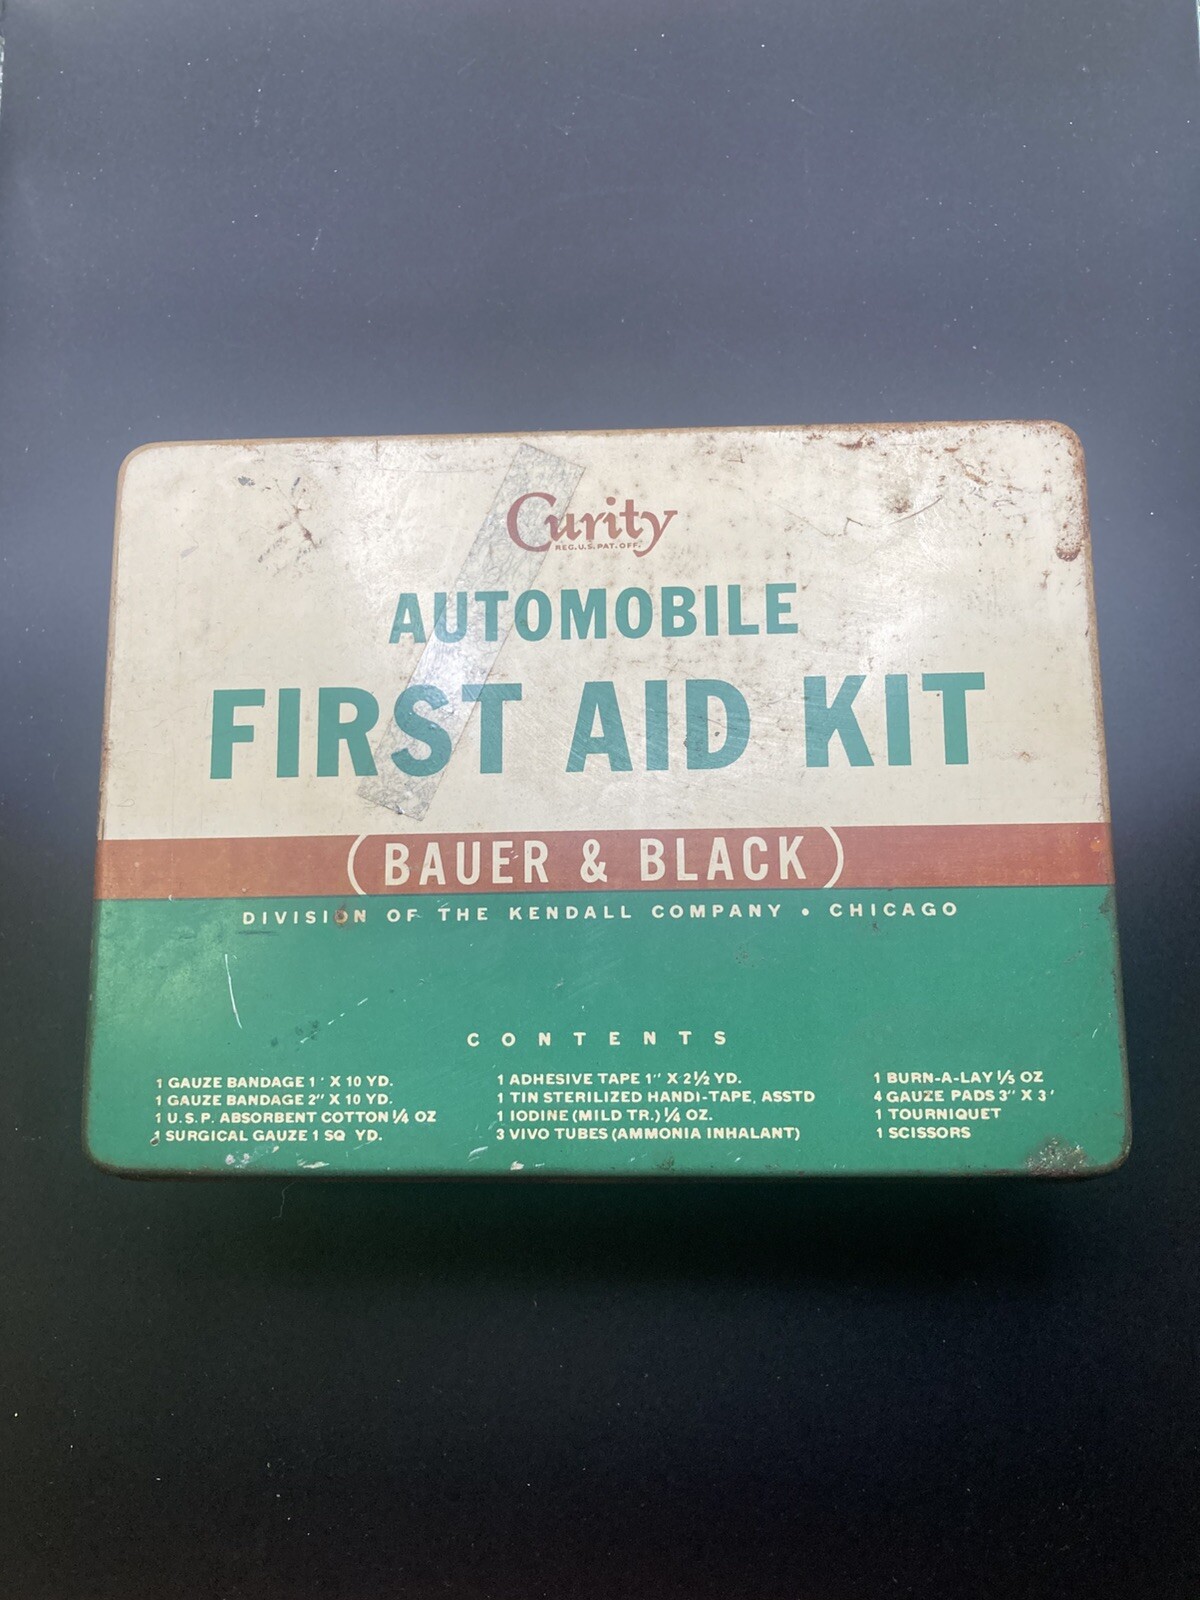 Curity
REG. U.S. PAT. OFF.
AUTOMOBILE
FIRST AID KIT
(BAUER & BLACK)
DIVISION OF THE KENDALL COMPANY • CHICAGO
CONTENTS
1 GAUZE BANDAGE 1' X 10 YD.
1 GAUZE BANDAGE 2" X 10 YD.
1 U.S.P. ABSORBENT COTTON 1/4 OZ
1 SURGICAL GAUZE 1 SQ YD.
1 ADHESIVE TAPE 1" X 2 1/2 YD.
1 TIN STERILIZED HANDI-TAPE, ASSTD
1 IODINE (MILD TR.) 1/4 OZ.
3 VIVO TUBES (AMMONIA INHALANT)
1 BURN-A-LAY 1/5 OZ
4 GAUZE PADS 3" X 3'
1 TOURNIQUET
1 SCISSORS